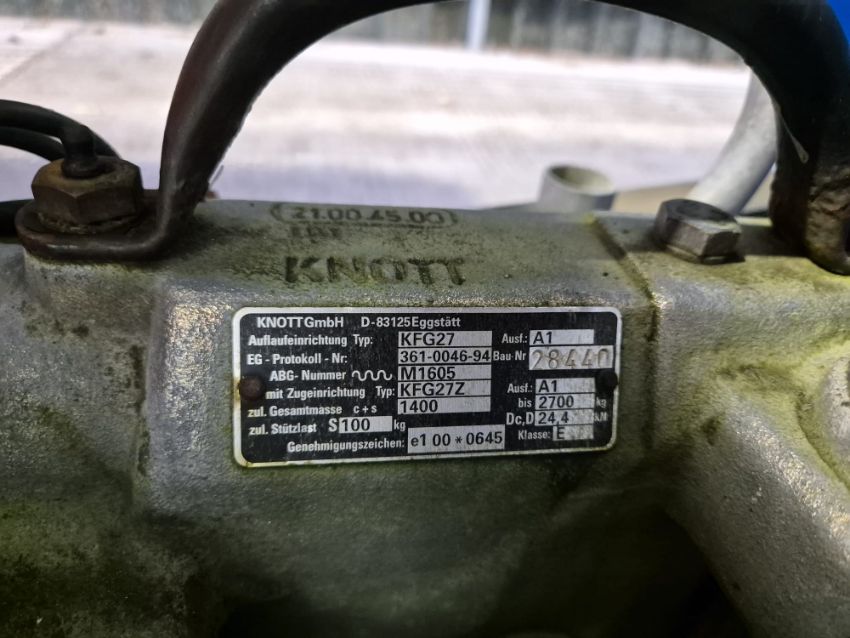 21.00 45.00
KNOTT
KNOTT GmbH D-83125 Eggstätt
Auflaufeinrichtung Typ: KFG27 Ausf.: A1
EG - Protokoll - Nr: 361-0046-94 Bau-Nr 28440
ABG- Nummer M1605
mit Zugeinrichtung Typ: KFG27Z Ausf.: A1
zul. Gesamtmasse c+s 1400 bis 2700 kg
zul. Stützlast S 100 kg Dc,D 24,4 kN
Genehmigungszeichen: e1 00 * 0645 Klasse: E